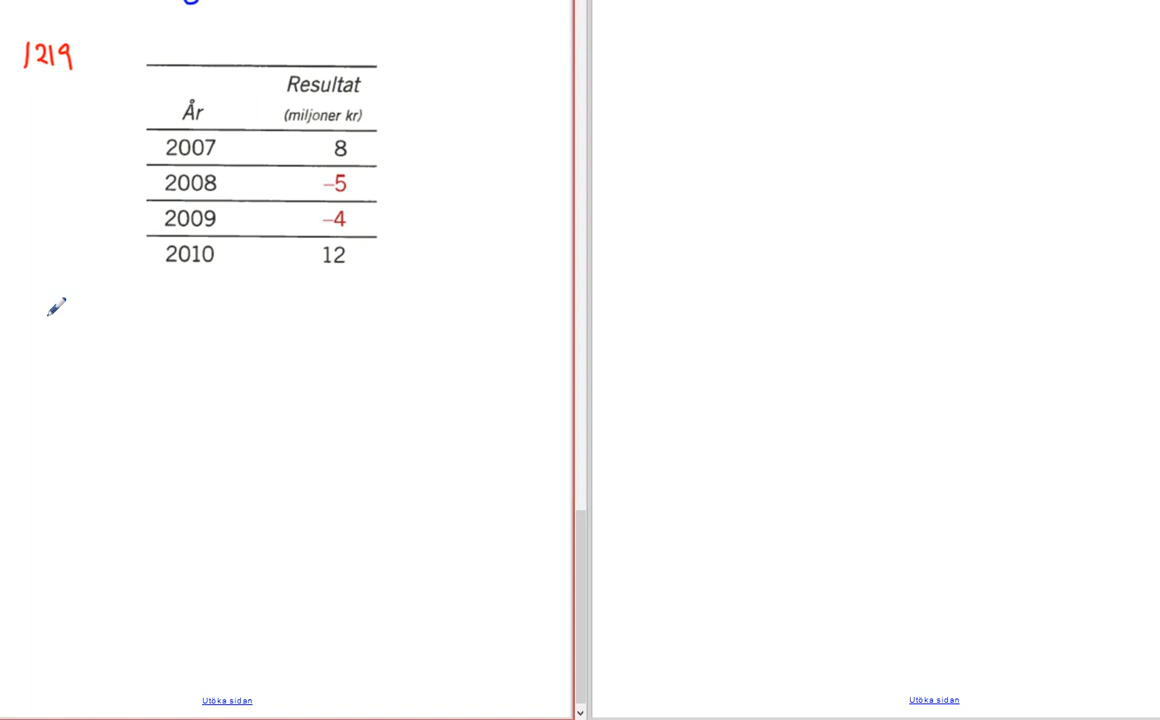 1219
Resultat
År (miljoner kr)
2007 8
2008 –5
2009 –4
2010 12
Utöka sidan Utöka sidan